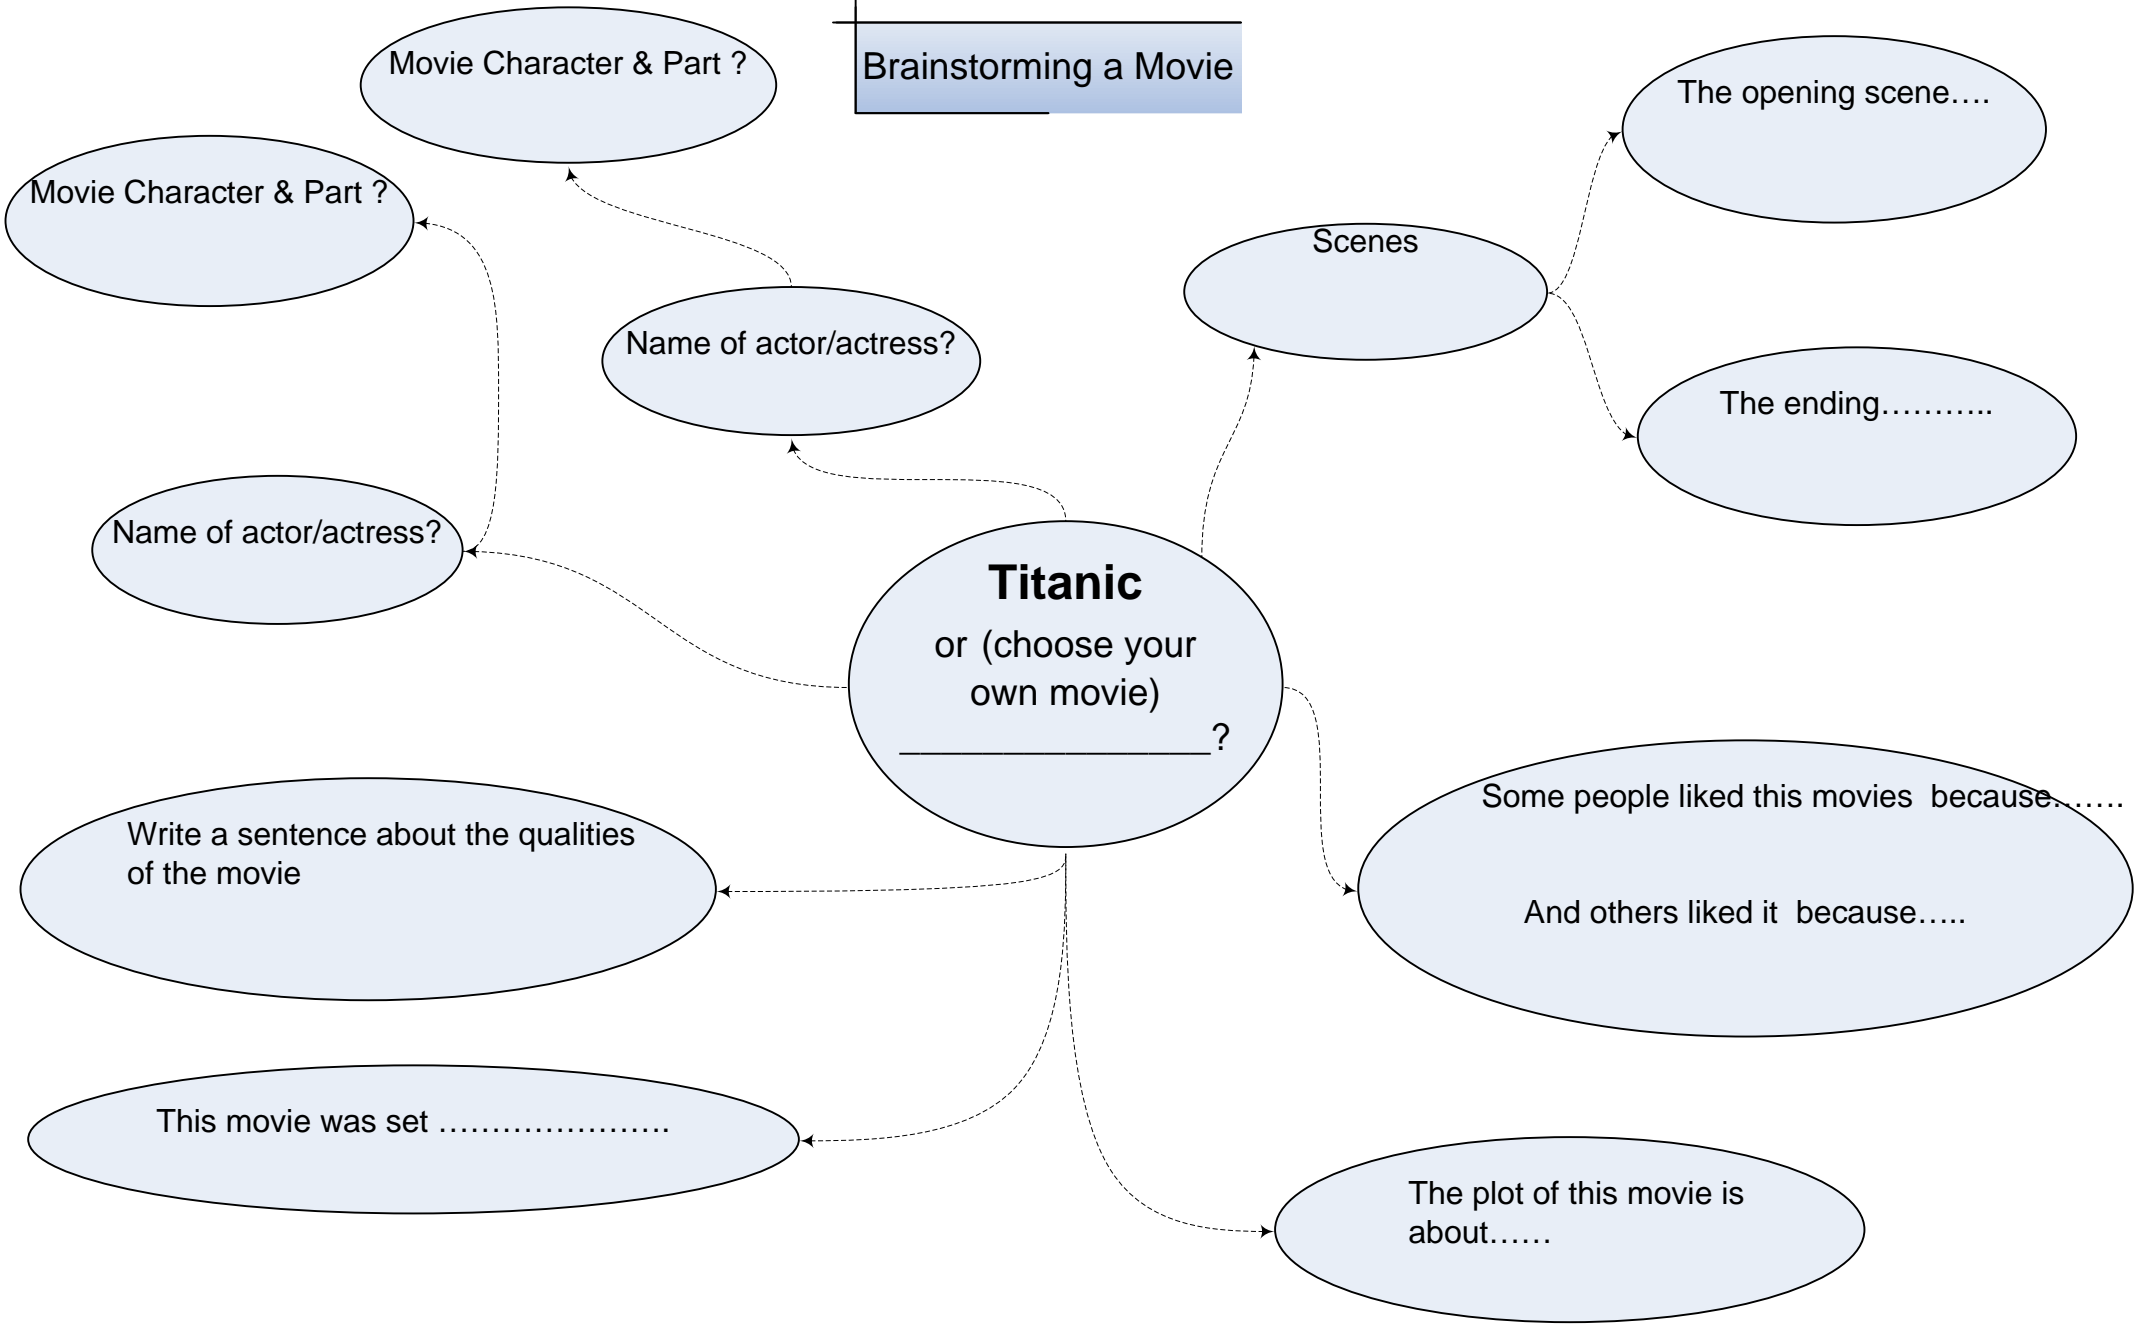 Brainstorming a Movie
Movie Character & Part ?
Movie Character & Part ?
Name of actor/actress?
Name of actor/actress?
Scenes
The opening scene….
The ending………..
Titanic
or (choose your
own movie)
_______________?
Some people liked this movies  because…….
And others liked it  because…..
Write a sentence about the qualities
of the movie
This movie was set ………………….
The plot of this movie is
about……